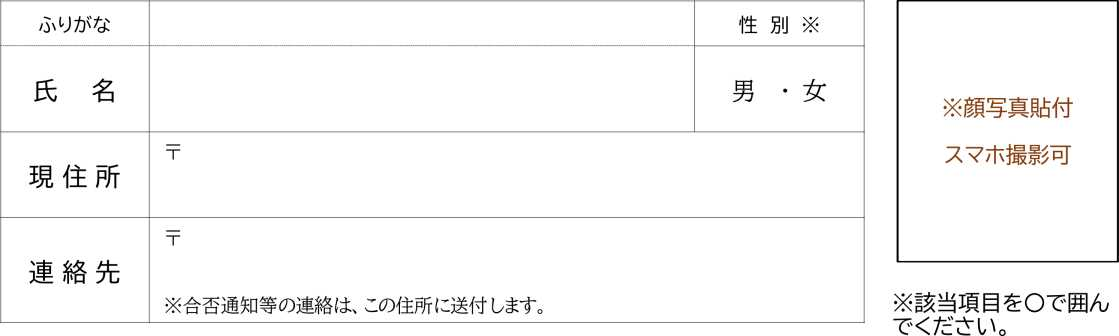 ふりがな
性 別 ※
氏 名
男 ・ 女
※顔写真貼付
スマホ撮影可
現 住 所
〒
連 絡 先
〒
※合否通知等の連絡は、この住所に送付します。
※該当項目を〇で囲ん
でください。